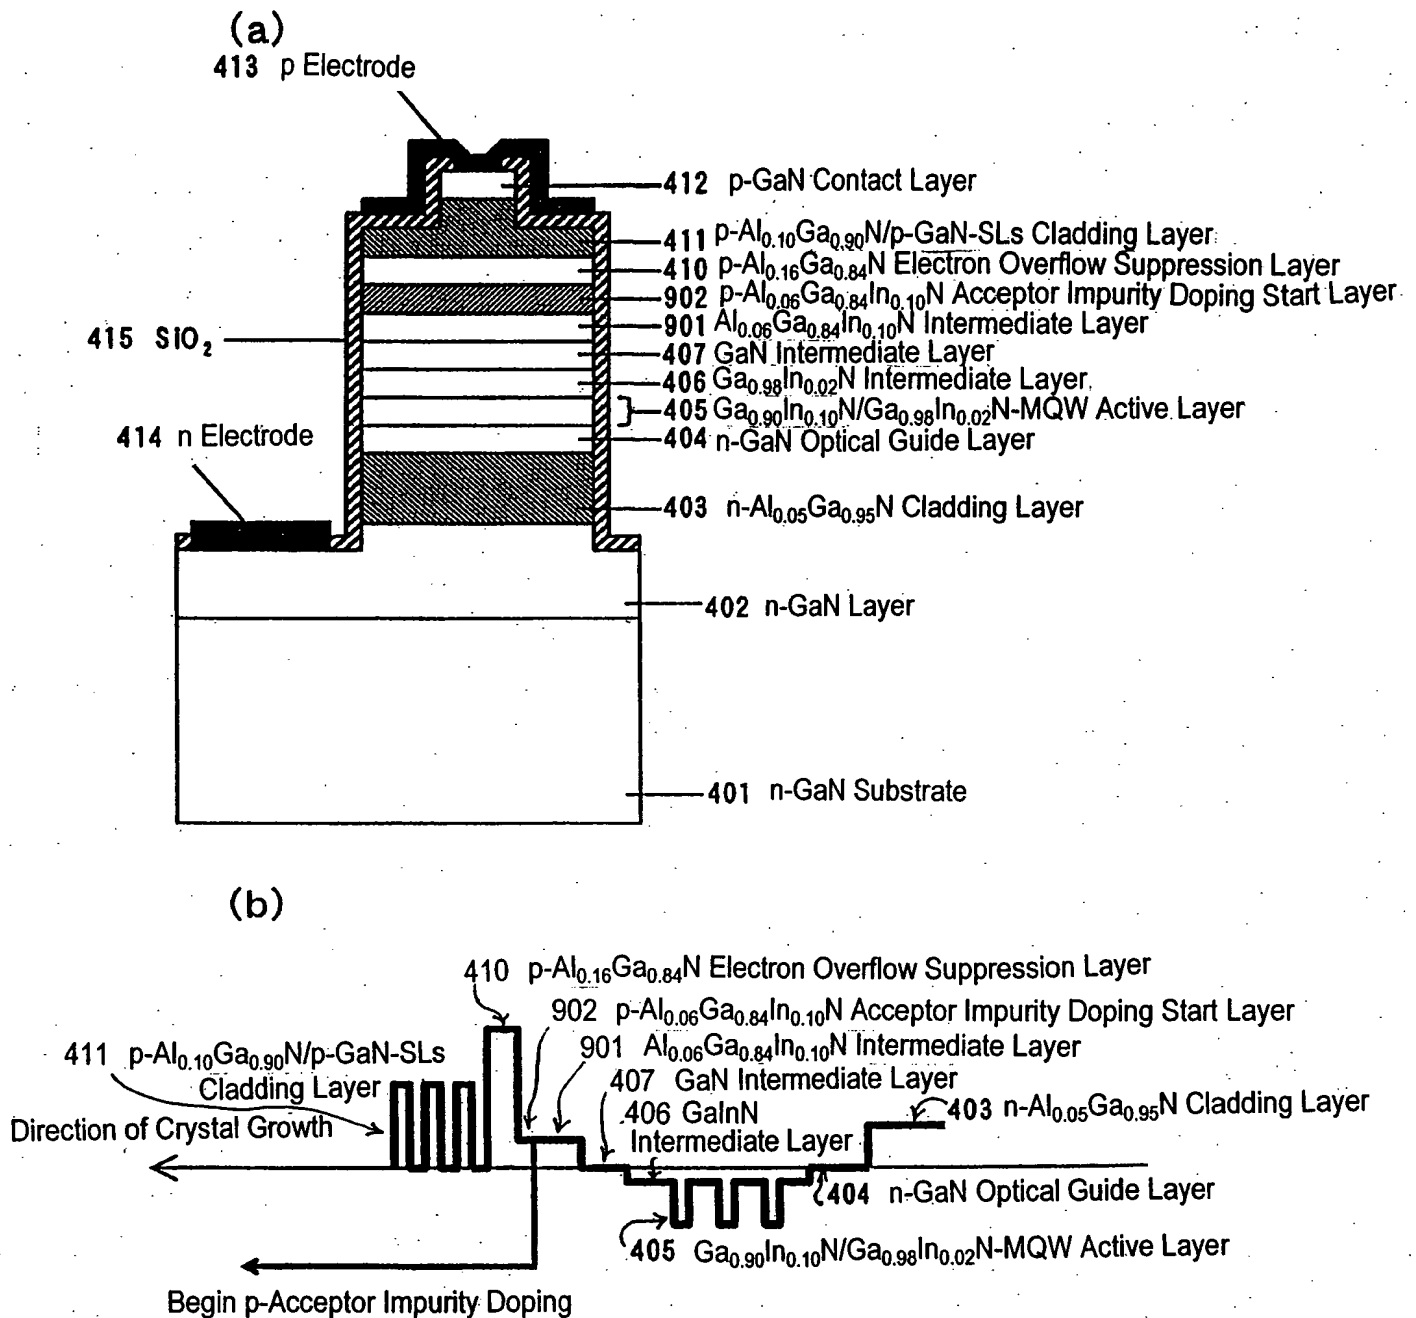 (a)
413 p Electrode
412 p-GaN Contact Layer
411 p-Al0.10Ga0.90N/p-GaN-SLs Cladding Layer
410 p-Al0.16Ga0.84N Electron Overflow Suppression Layer
902 p-Al0.06Ga0.84In0.10N Acceptor Impurity Doping Start Layer
901 Al0.06Ga0.84In0.10N Intermediate Layer
415 SIO2
407 GaN Intermediate Layer
406 Ga0.98In0.02N Intermediate Layer
405 Ga0.90In0.10N/Ga0.98In0.02N-MQW Active Layer
414 n Electrode
404 n-GaN Optical Guide Layer
403 n-Al0.05Ga0.95N Cladding Layer
402 n-GaN Layer
401 n-GaN Substrate
(b)
410 p-Al0.16Ga0.84N Electron Overflow Suppression Layer
902 p-Al0.06Ga0.84In0.10N Acceptor Impurity Doping Start Layer
901 Al0.06Ga0.84In0.10N Intermediate Layer
411 p-Al0.10Ga0.90N/p-GaN-SLs
Cladding Layer
407 GaN Intermediate Layer
406 GaInN
Intermediate Layer
403 n-Al0.05Ga0.95N Cladding Layer
Direction of Crystal Growth
404 n-GaN Optical Guide Layer
405 Ga0.90In0.10N/Ga0.98In0.02N-MQW Active Layer
Begin p-Acceptor Impurity Doping